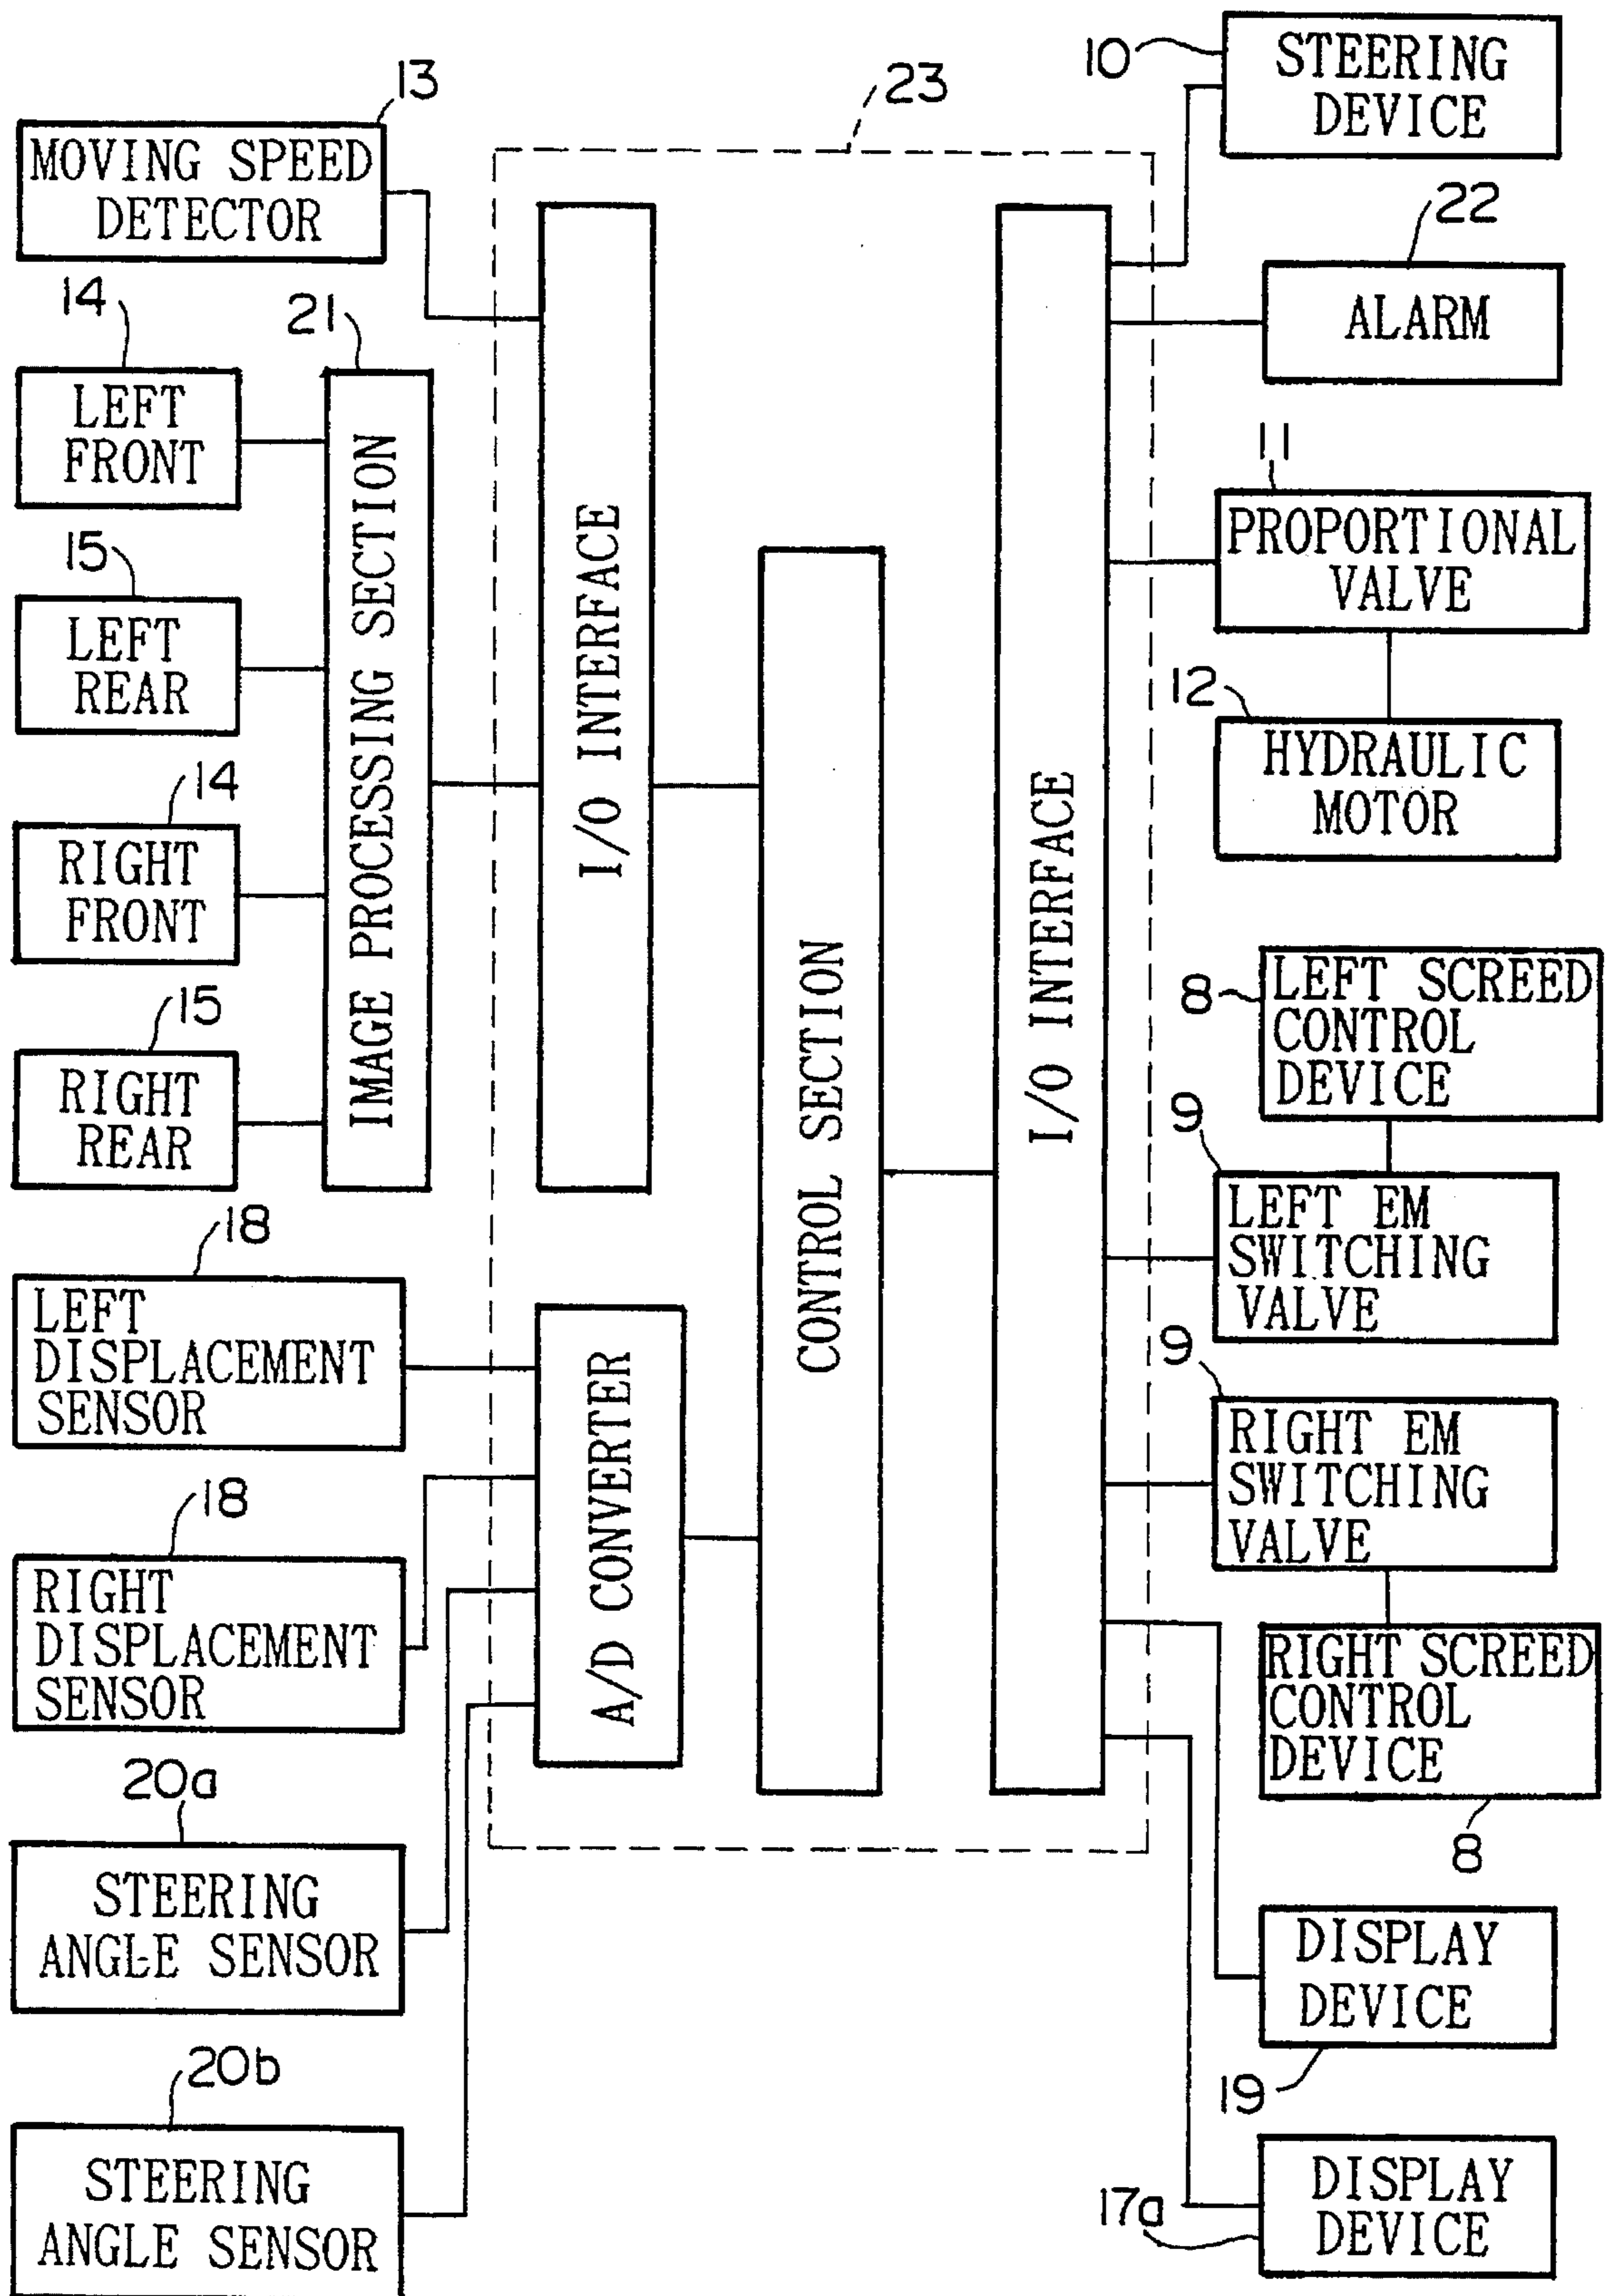 13
MOVING SPEED
DETECTOR
14
LEFT
FRONT
15
LEFT
REAR
14
RIGHT
FRONT
15
RIGHT
REAR
21
IMAGE PROCESSING SECTION
18
LEFT
DISPLACEMENT
SENSOR
18
RIGHT
DISPLACEMENT
SENSOR
20a
STEERING
ANGLE SENSOR
20b
STEERING
ANGLE SENSOR
23
I/O INTERFACE
A/D CONVERTER
CONTROL SECTION
I/O INTERFACE
10
STEERING
DEVICE
22
ALARM
11
PROPORTIONAL
VALVE
12
HYDRAULIC
MOTOR
8
LEFT SCREED
CONTROL
DEVICE
9
LEFT EM
SWITCHING
VALVE
9
RIGHT EM
SWITCHING
VALVE
RIGHT SCREED
CONTROL
DEVICE
8
DISPLAY
DEVICE
19
DISPLAY
DEVICE
17a